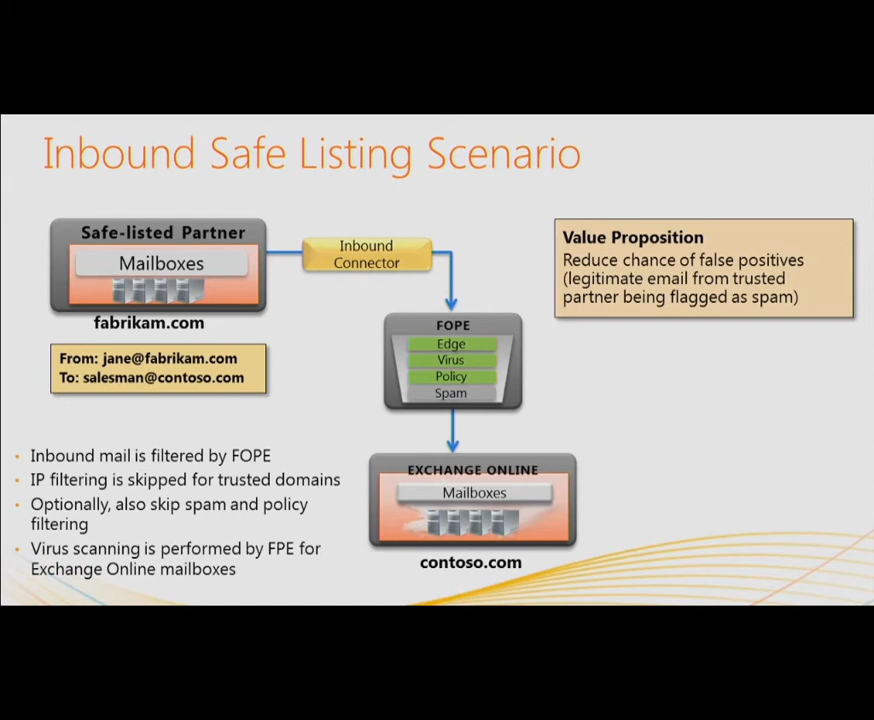 Inbound Safe Listing Scenario
Safe-listed Partner
Mailboxes
fabrikam.com
From: jane@fabrikam.com
To: salesman@contoso.com
Inbound
Connector
Value Proposition
Reduce chance of false positives
(legitimate email from trusted
partner being flagged as spam)
FOPE
Edge
Virus
Policy
Spam
EXCHANGE ONLINE
Mailboxes
contoso.com
• Inbound mail is filtered by FOPE
• IP filtering is skipped for trusted domains
• Optionally, also skip spam and policy
filtering
• Virus scanning is performed by FPE for
Exchange Online mailboxes